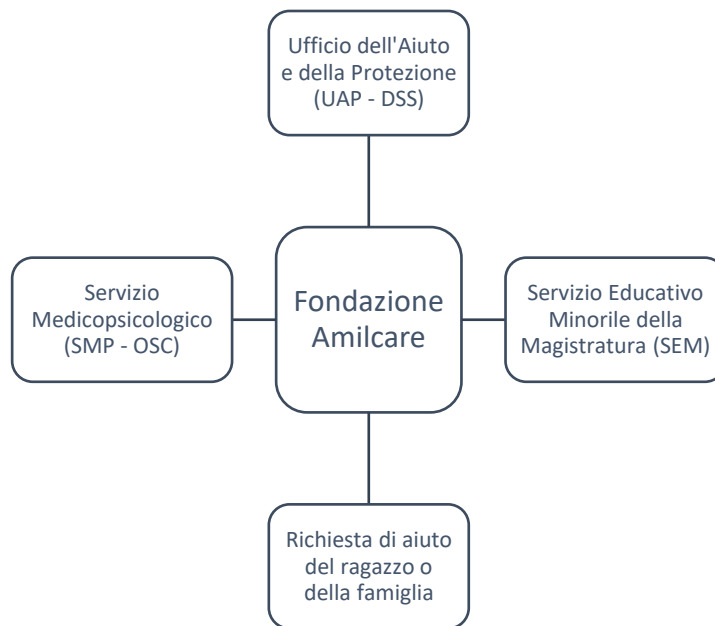 Ufficio dell'Aiuto
e della Protezione
(UAP - DSS)
Servizio
Medicopsicologico
(SMP - OSC)
Fondazione
Amilcare
Servizio Educativo
Minorile della
Magistratura (SEM)
Richiesta di aiuto
del ragazzo o
della famiglia